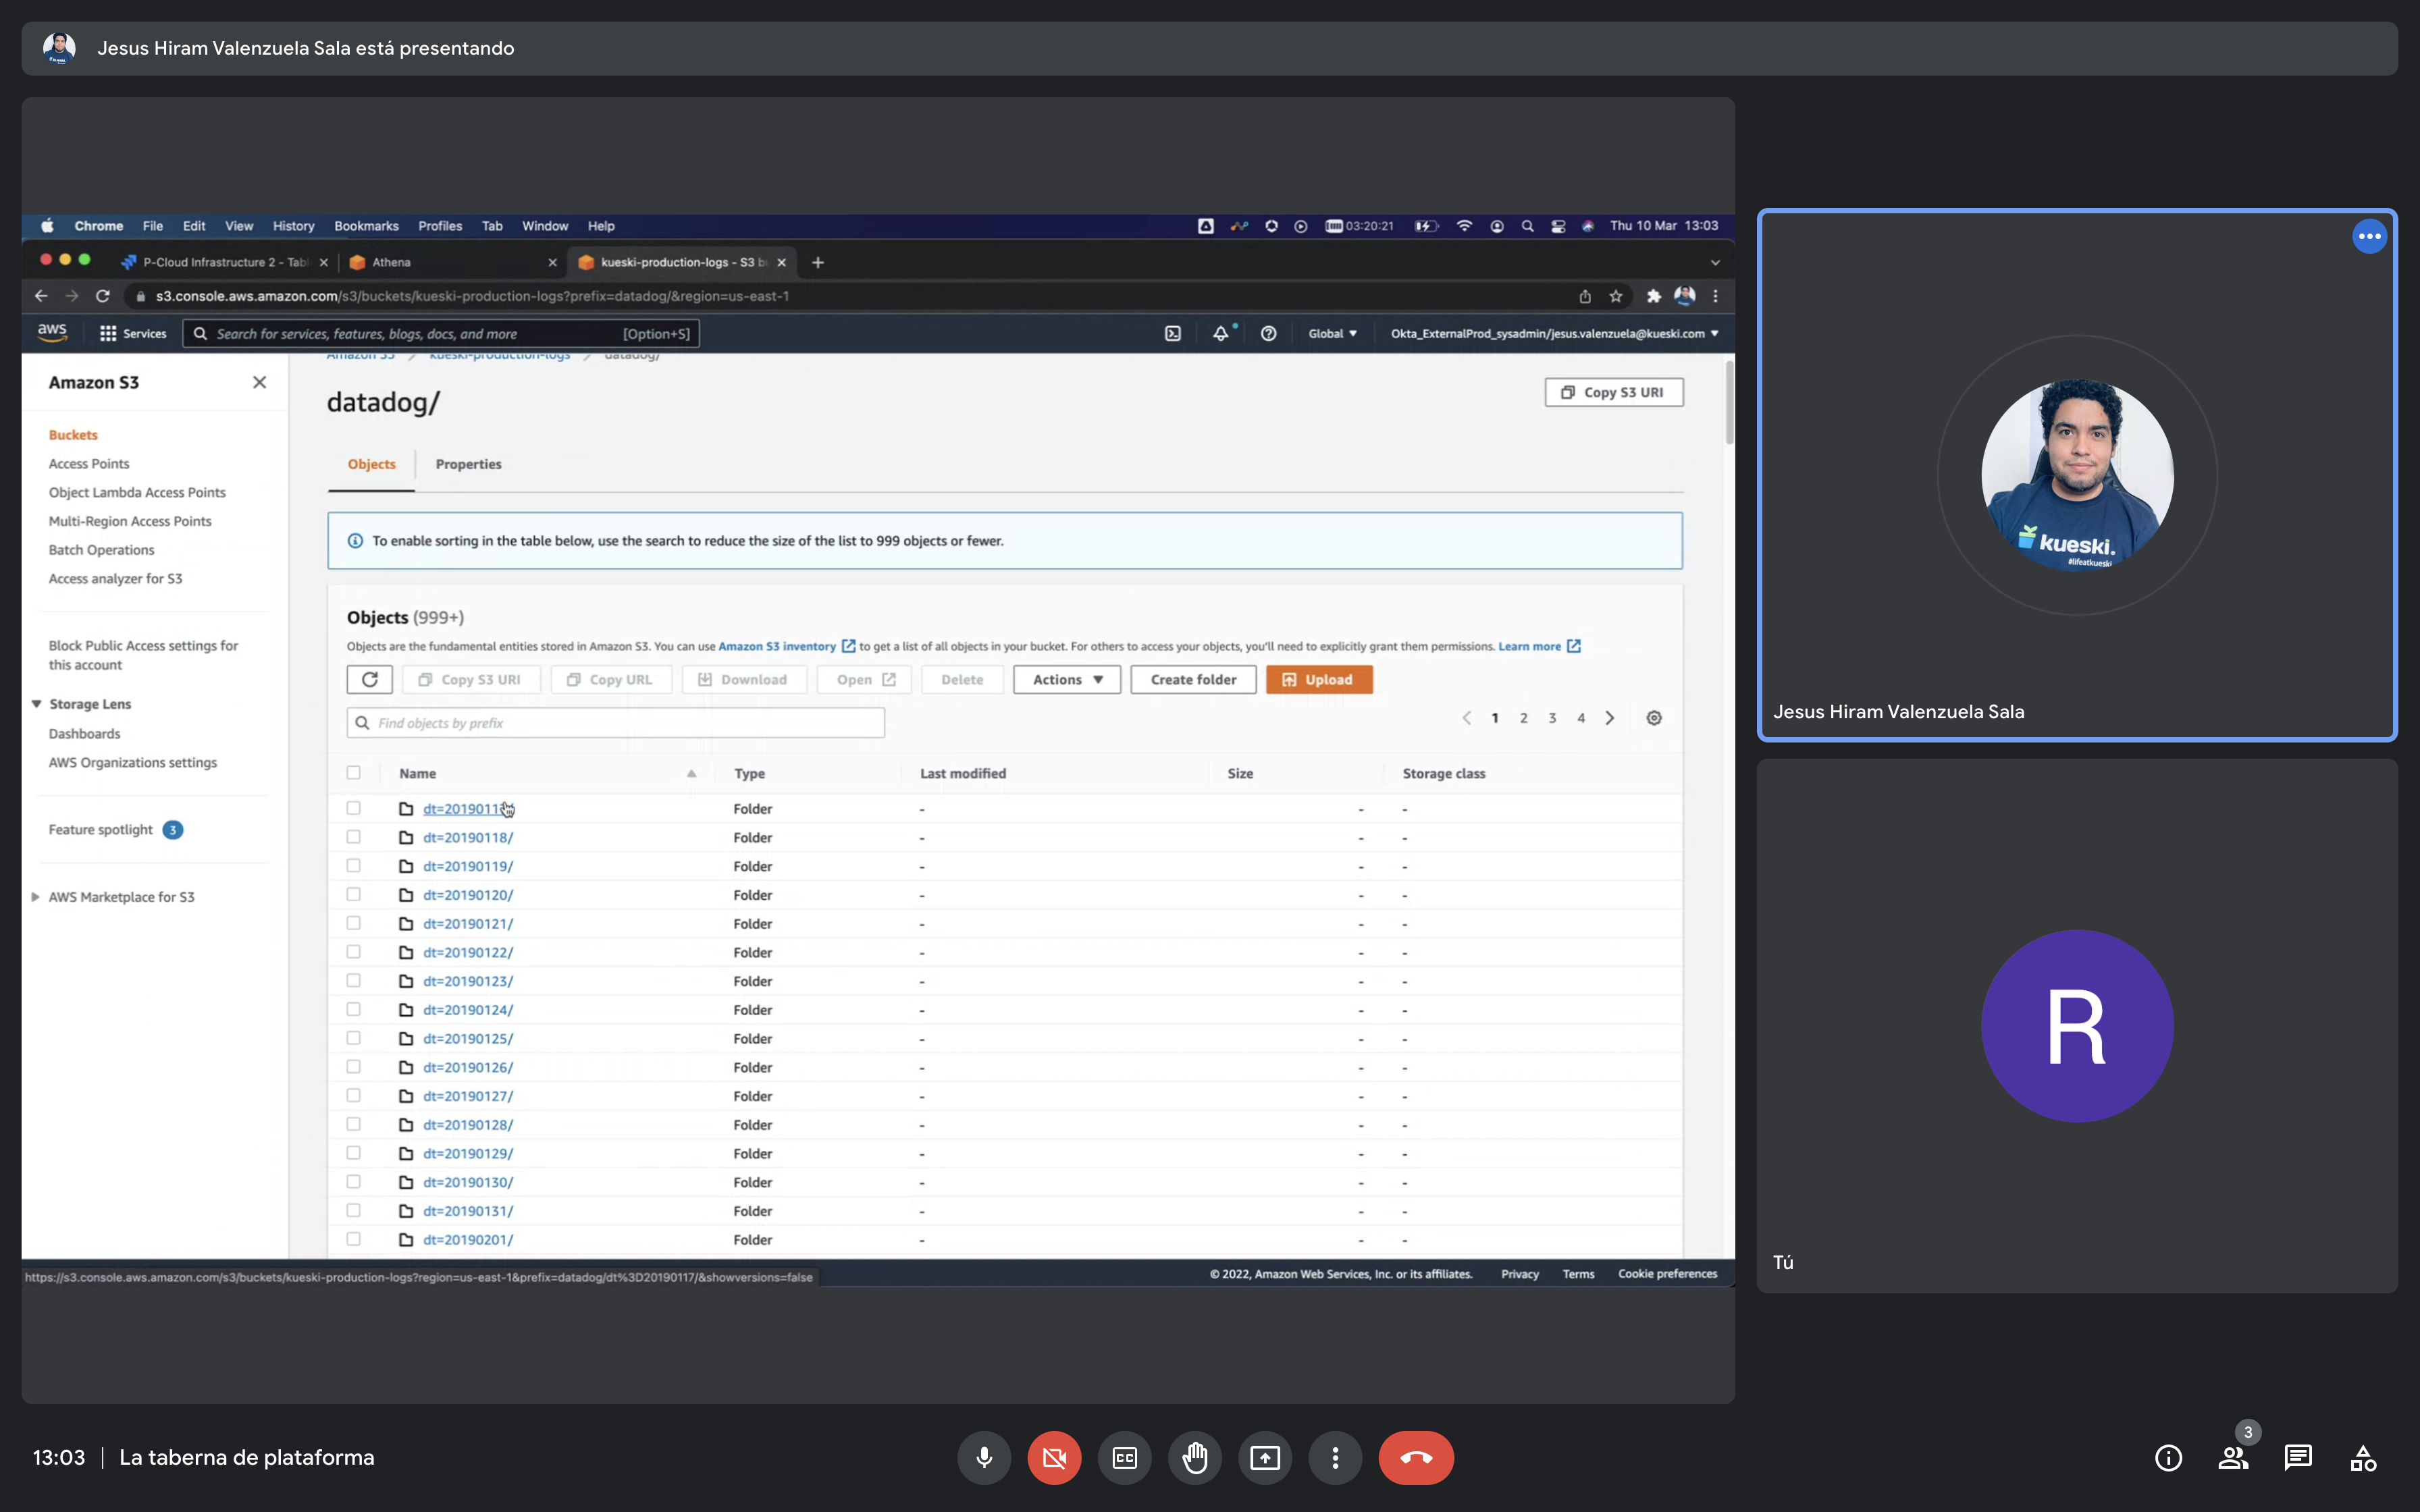 Jesus Hiram Valenzuela Sala está presentando
Chrome File Edit View History Bookmarks Profiles Tab Window Help
03:20:21 Thu 10 Mar 13:03
P-Cloud Infrastructure 2 - Tabl
Athena
kueski-production-logs - S3 b
s3.console.aws.amazon.com/s3/buckets/kueski-production-logs?prefix=datadog/&region=us-east-1
aws Services Search for services, features, blogs, docs, and more [Option+S]
Global Okta_ExternalProd_sysadmin/jesus.valenzuela@kueski.com
Amazon S3
Buckets
Access Points
Object Lambda Access Points
Multi-Region Access Points
Batch Operations
Access analyzer for S3
Block Public Access settings for
this account
Storage Lens
Dashboards
AWS Organizations settings
Feature spotlight 3
AWS Marketplace for S3
Amazon S3 / kueski-production-logs / datadog/
datadog/
Copy S3 URI
Objects Properties
To enable sorting in the table below, use the search to reduce the size of the list to 999 objects or fewer.
Objects (999+)
Objects are the fundamental entities stored in Amazon S3. You can use Amazon S3 inventory to get a list of all objects in your bucket. For others to access your objects, you'll need to explicitly grant them permissions. Learn more
Copy S3 URI Copy URL Download Open Delete Actions Create folder Upload
Find objects by prefix
1 2 3 4
Name Type Last modified Size Storage class
dt=2019011 Folder - - -
dt=20190118/ Folder - - -
dt=20190119/ Folder - - -
dt=20190120/ Folder - - -
dt=20190121/ Folder - - -
dt=20190122/ Folder - - -
dt=20190123/ Folder - - -
dt=20190124/ Folder - - -
dt=20190125/ Folder - - -
dt=20190126/ Folder - - -
dt=20190127/ Folder - - -
dt=20190128/ Folder - - -
dt=20190129/ Folder - - -
dt=20190130/ Folder - - -
dt=20190131/ Folder - - -
dt=20190201/ Folder - - -
https://s3.console.aws.amazon.com/s3/buckets/kueski-production-logs?region=us-east-1&prefix=datadog/dt%3D20190117/&showversions=false
© 2022, Amazon Web Services, Inc. or its affiliates. Privacy Terms Cookie preferences
kueski.
#lifeatkueski
Jesus Hiram Valenzuela Sala
R
Tú
13:03 | La taberna de plataforma
CC
3